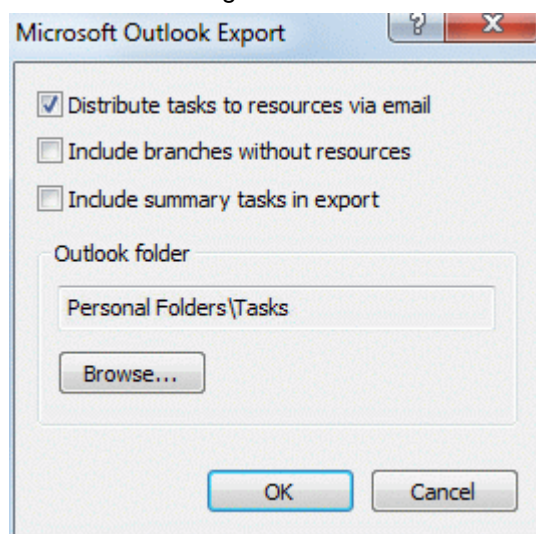 Microsoft Outlook Export
?
X
Distribute tasks to resources via email
Include branches without resources
Include summary tasks in export
Outlook folder
Personal Folders\Tasks
Browse...
OK
Cancel